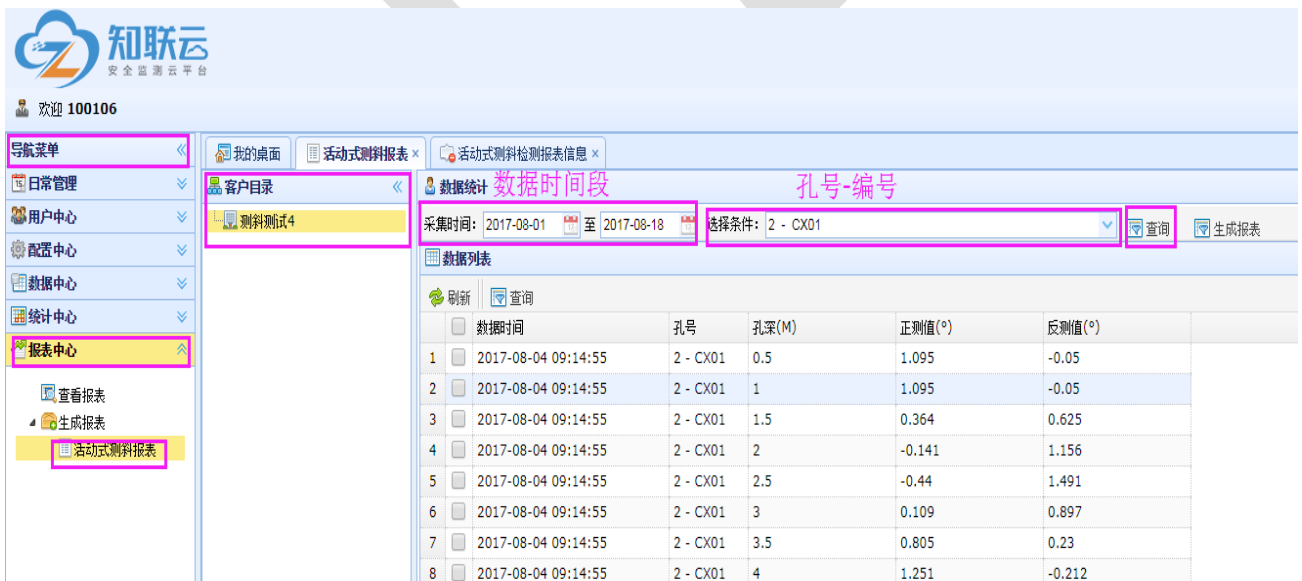 知联云
安全监测云平台
欢迎 100106
导航菜单
日常管理
用户中心
配置中心
数据中心
统计中心
报表中心
查看报表
生成报表
活动式测斜报表
我的桌面 活动式测斜报表 × 活动式测斜检测报表信息 ×
客户目录
测斜测试4
数据统计 数据时间段 孔号-编号
采集时间: 2017-08-01 至 2017-08-18 选择条件: 2 - CX01 查询 生成报表
数据列表
刷新 查询
数据时间 孔号 孔深(M) 正测值(°) 反测值(°)
1 2017-08-04 09:14:55 2 - CX01 0.5 1.095 -0.05
2 2017-08-04 09:14:55 2 - CX01 1 1.095 -0.05
3 2017-08-04 09:14:55 2 - CX01 1.5 0.364 0.625
4 2017-08-04 09:14:55 2 - CX01 2 -0.141 1.156
5 2017-08-04 09:14:55 2 - CX01 2.5 -0.44 1.491
6 2017-08-04 09:14:55 2 - CX01 3 0.109 0.897
7 2017-08-04 09:14:55 2 - CX01 3.5 0.805 0.23
8 2017-08-04 09:14:55 2 - CX01 4 1.251 -0.212